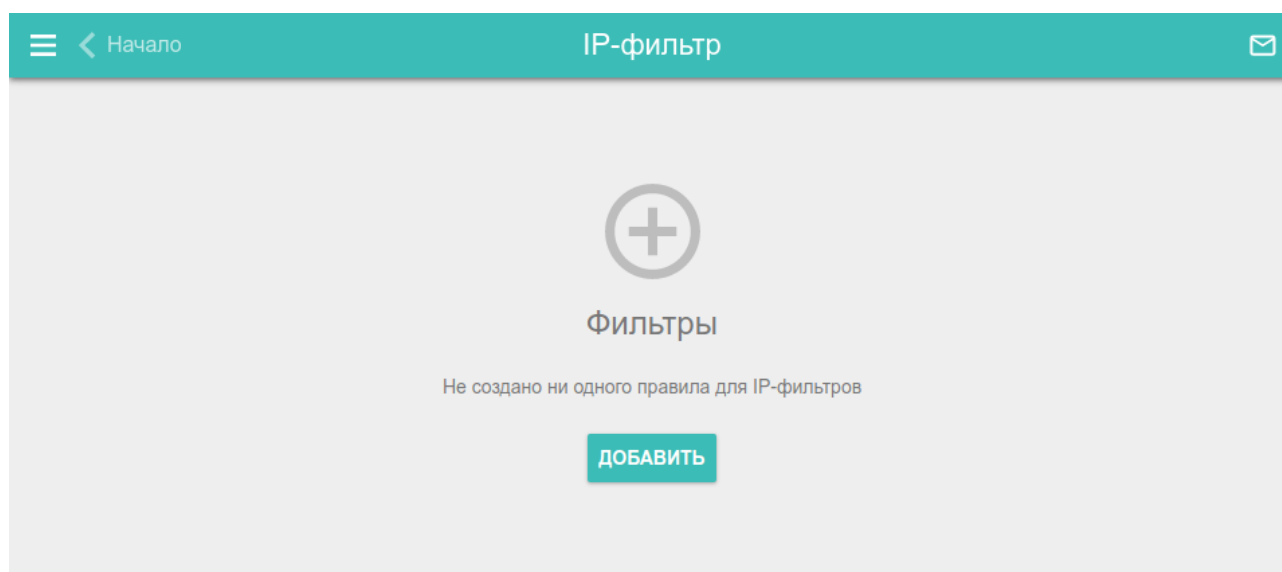 Начало
IP-фильтр
Фильтры
Не создано ни одного правила для IP-фильтров
ДОБАВИТЬ